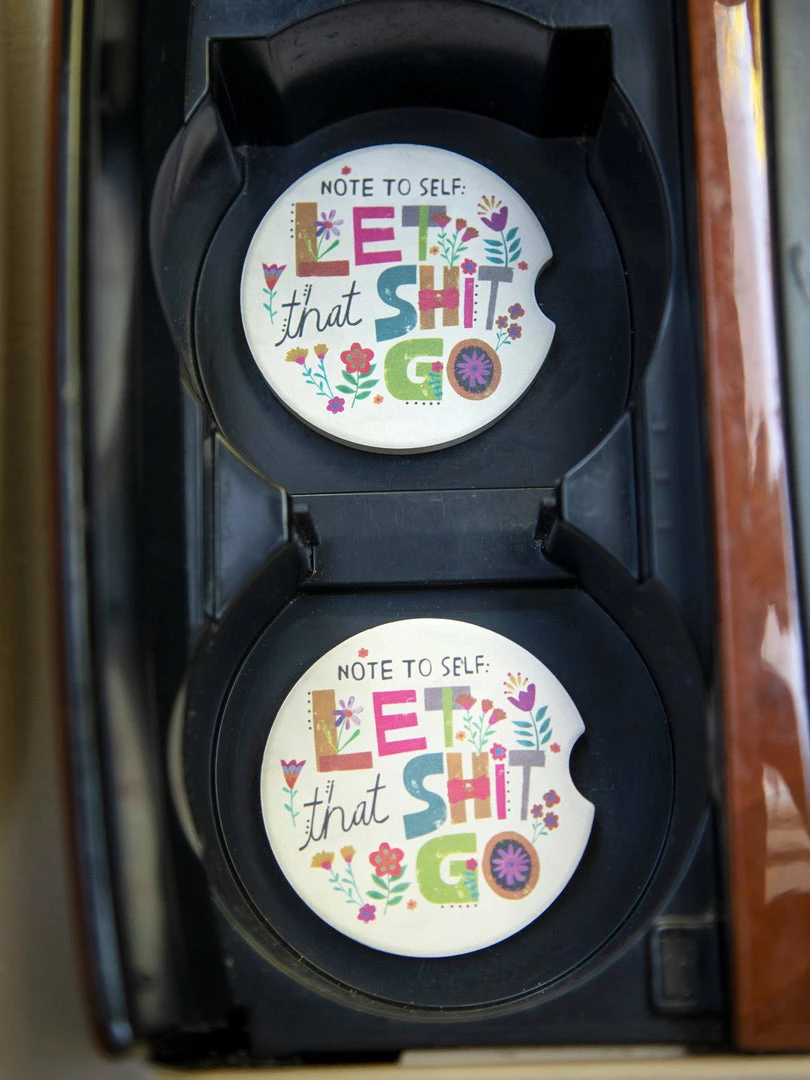 NOTE TO SELF:
LET
that SHiT
GO
NOTE TO SELF:
LET
that SHiT
GO